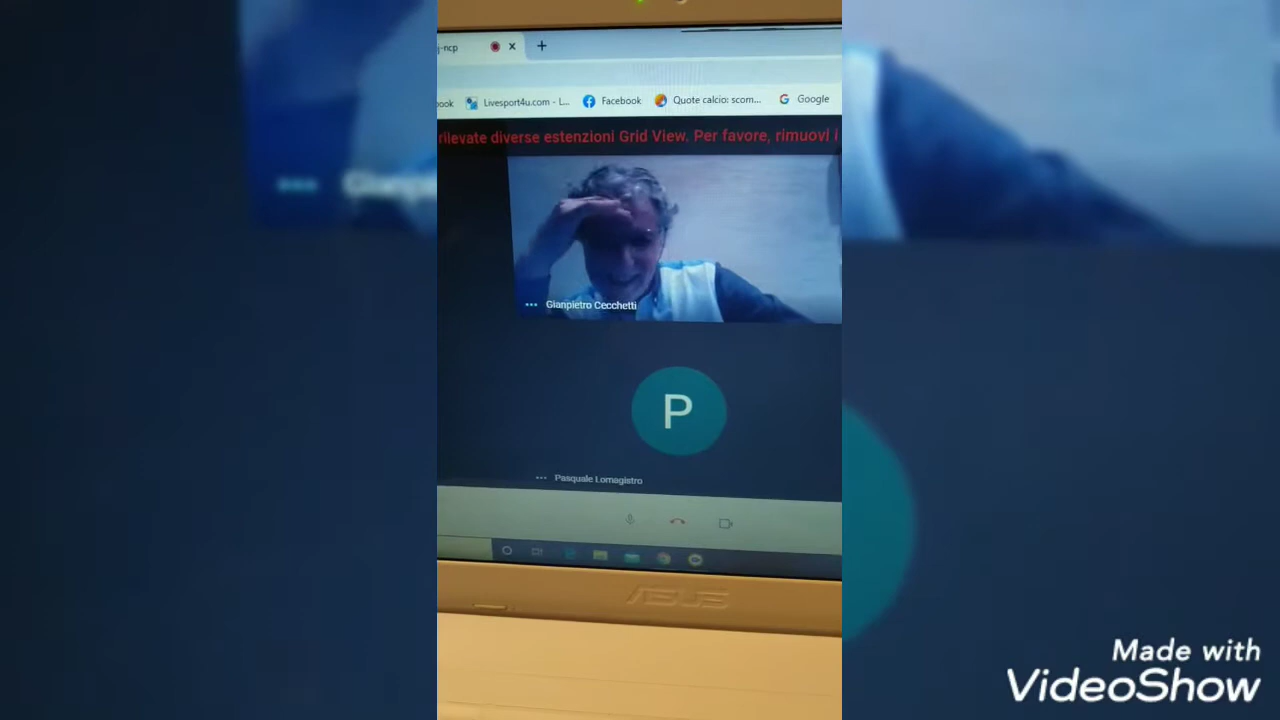 -ncp
Livesport4u.com - L...
Facebook
Quote calcio: scom...
Google
rilevate diverse estenzioni Grid View. Per favore, rimuovi i
Gianpietro Cecchetti
P
Pasquale Lomagistro
ASUS
Made with
VideoShow